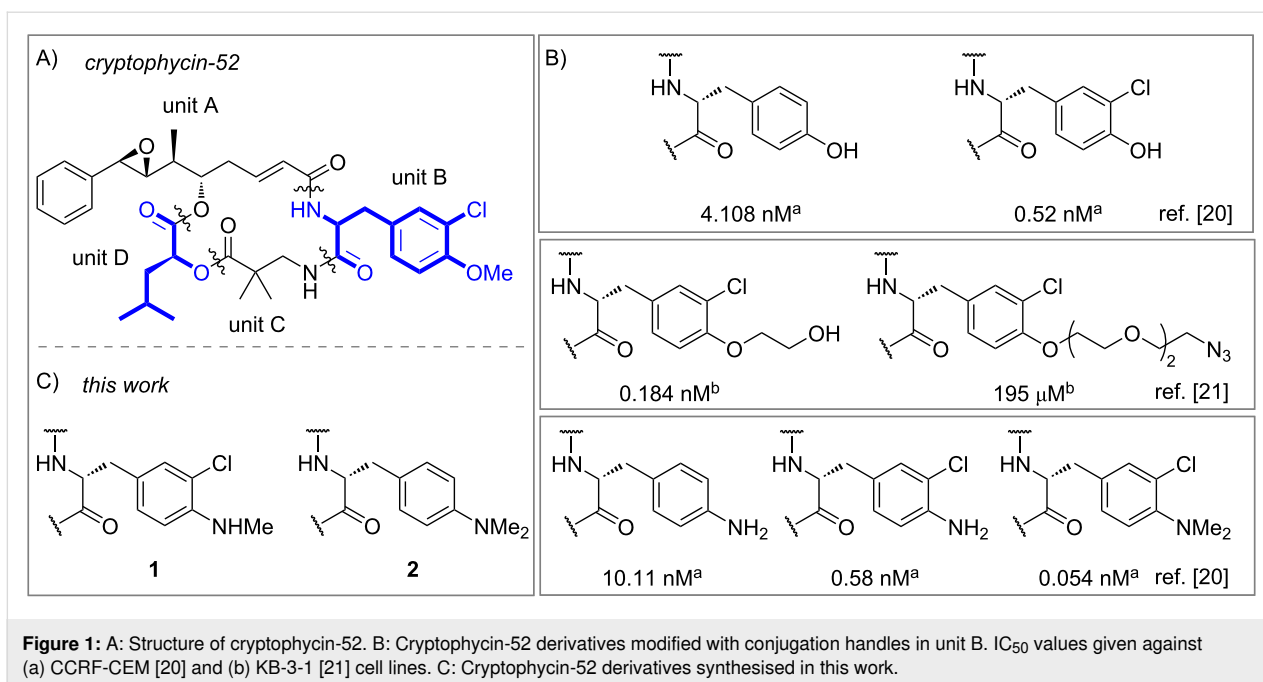 A) cryptophycin-52
unit A
O
O
unit B
HN
Cl
O
O
O
unit D
O
N
H
O
OMe
unit C
C) this work
HN
Cl
O
NHMe
1
HN
O
NMe2
2
B)
HN
O
OH
4.108 nMᵃ
HN
Cl
O
OH
0.52 nMᵃ
ref. [20]
HN
Cl
O
O
OH
0.184 nMᵇ
HN
Cl
O
O
O
2
N3
195 μMᵇ
ref. [21]
HN
O
NH2
10.11 nMᵃ
HN
Cl
O
NH2
0.58 nMᵃ
HN
Cl
O
NMe2
0.054 nMᵃ
ref. [20]
Figure 1: A: Structure of cryptophycin-52. B: Cryptophycin-52 derivatives modified with conjugation handles in unit B. IC50 values given against
(a) CCRF-CEM [20] and (b) KB-3-1 [21] cell lines. C: Cryptophycin-52 derivatives synthesised in this work.